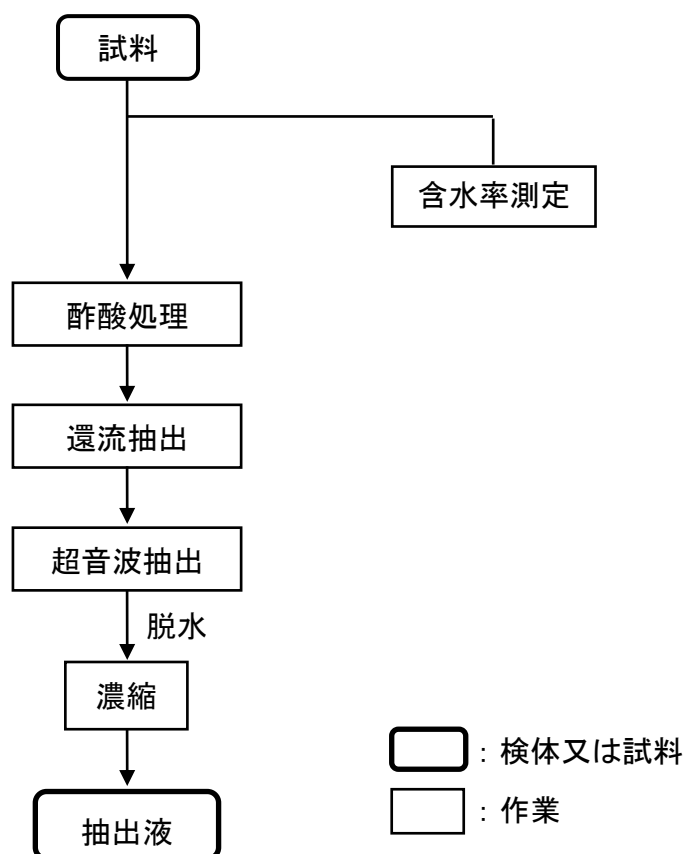 試料
含水率測定
酢酸処理
還流抽出
超音波抽出
脱水
濃縮
抽出液
：検体又は試料
：作業